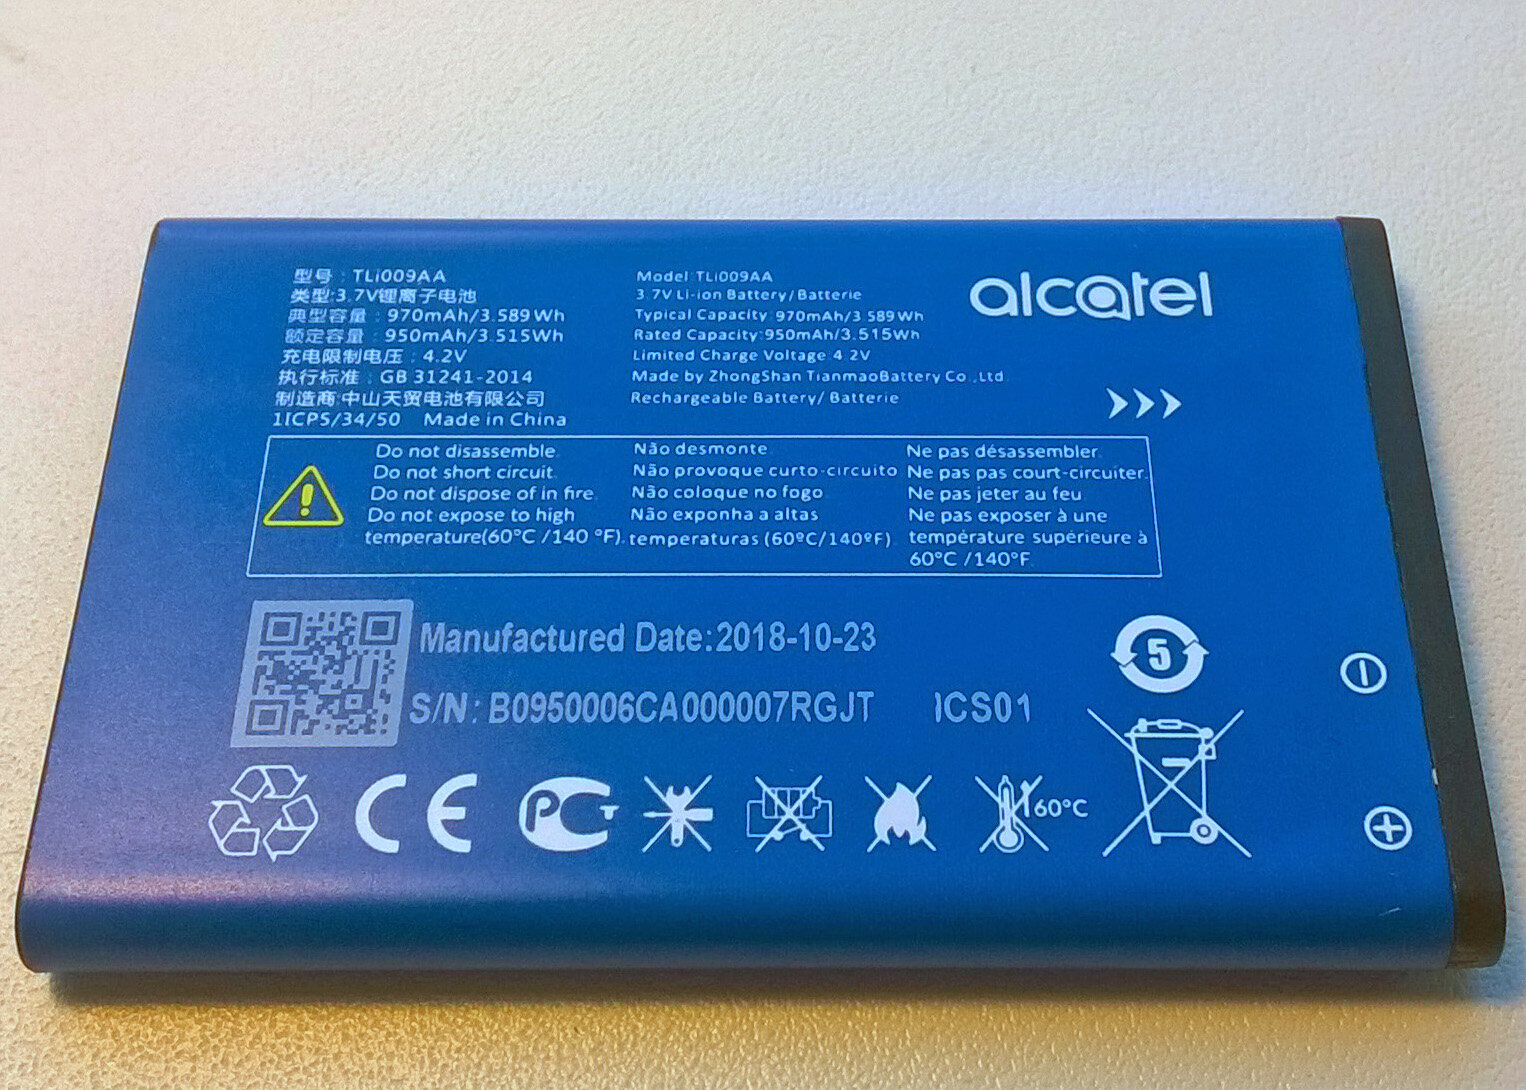 型号：TLi009AA
类型:3.7V锂离子电池
典型容量：970mAh/3.589Wh
额定容量：950mAh/3.515Wh
充电限制电压：4.2V
执行标准：GB 31241-2014
制造商:中山天贸电池有限公司
1ICP5/34/50 Made in China
Model:TLi009AA
3.7V Li-ion Battery/Batterie
Typical Capacity:970mAh/3.589Wh
Rated Capacity:950mAh/3.515Wh
Limited Charge Voltage 4.2V
Made by ZhongShan TianmaoBattery Co.,Ltd
Rechargeable Battery/ Batterie
alcatel
Do not disassemble
Do not short circuit.
Do not dispose of in fire.
Do not expose to high
temperature(60°C /140 °F).
Não desmonte
Não provoque curto-circuito
Não coloque no fogo
Não exponha a altas
temperaturas (60ºC/140ºF)
Ne pas désassembler.
Ne pas pas court-circuiter.
Ne pas jeter au feu
Ne pas exposer à une
température supérieure à
60°C /140°F
Manufactured Date:2018-10-23
S/N: B0950006CA000007RGJT ICS01
5
CE
PCT
60°C